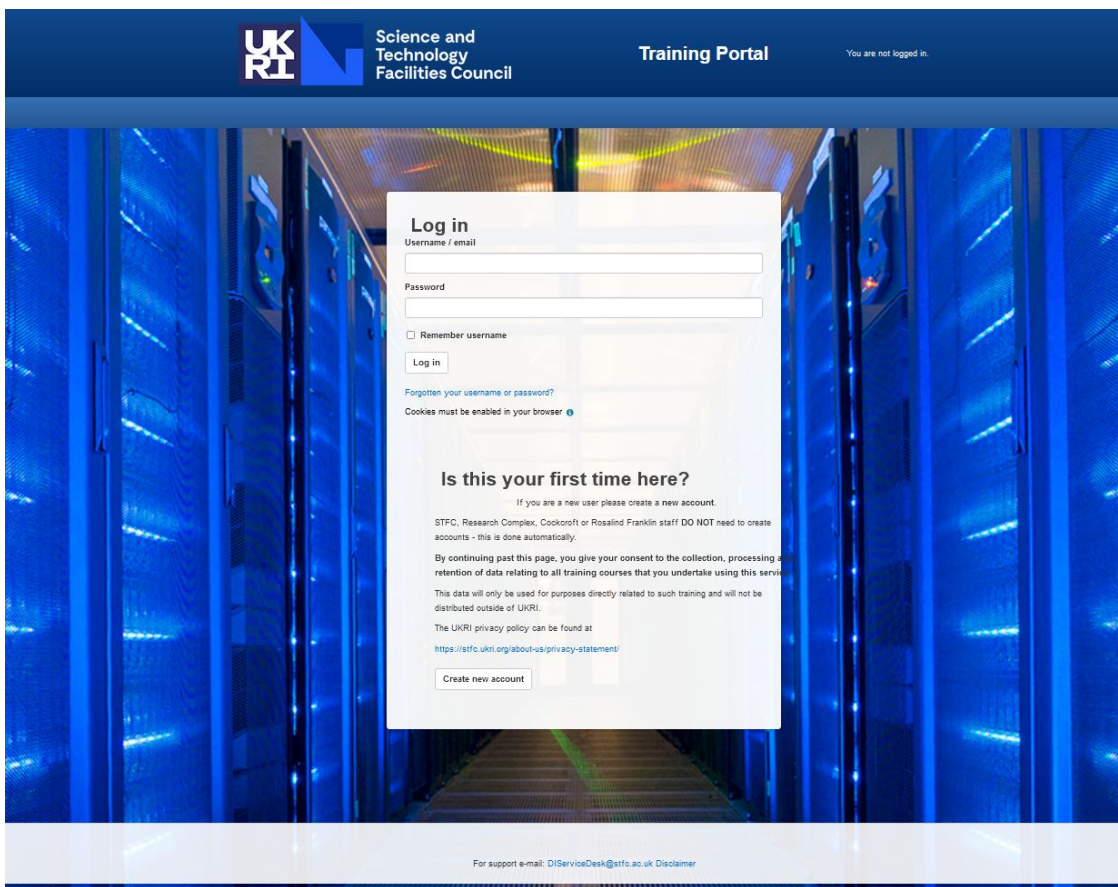 UK
RI
Science and
Technology
Facilities Council
Training Portal
You are not logged in.
Log in
Username / email
Password
Remember username
Log in
Forgotten your username or password?
Cookies must be enabled in your browser
Is this your first time here?
If you are a new user please create a new account.
STFC, Research Complex, Cockcroft or Rosalind Franklin staff DO NOT need to create
accounts - this is done automatically.
By continuing past this page, you give your consent to the collection, processing
retention of data relating to all training courses that you undertake using this
This data will only be used for purposes directly related to such training and will not be
distributed outside of UKRI.
The UKRI privacy policy can be found at
https://stfc.ukri.org/about-us/privacy-statement/
Create new account
For support e-mail: DIServiceDesk@stfc.ac.uk Disclaimer